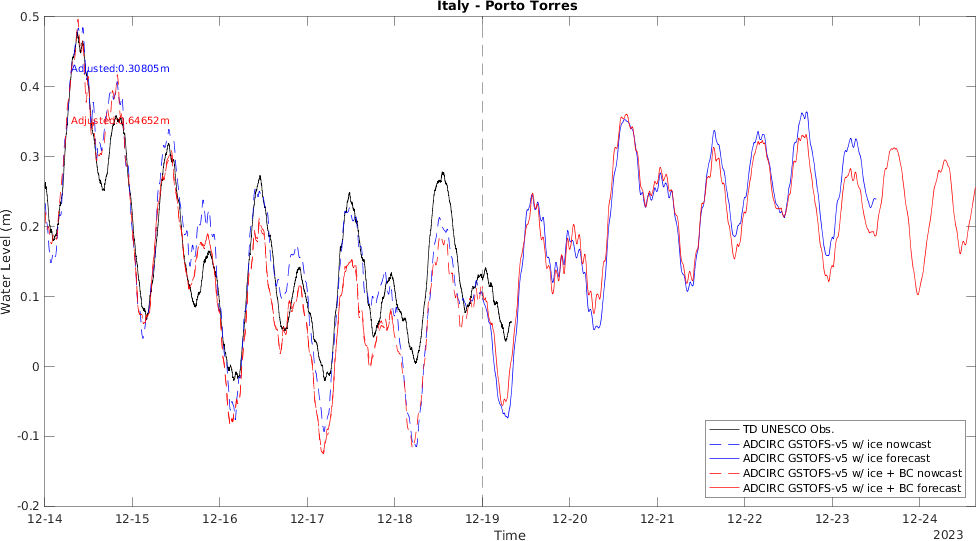 Italy - Porto Torres
0.5
0.4
0.3
0.2
0.1
0
-0.1
-0.2
Water Level (m)
Adjusted:0.30805m
Adjusted:0.64652m
TD UNESCO Obs.
ADCIRC GSTOFS-v5 w/ ice nowcast
ADCIRC GSTOFS-v5 w/ ice forecast
ADCIRC GSTOFS-v5 w/ ice + BC nowcast
ADCIRC GSTOFS-v5 w/ ice + BC forecast
12-14 12-15 12-16 12-17 12-18 12-19 12-20 12-21 12-22 12-23 12-24
Time
2023